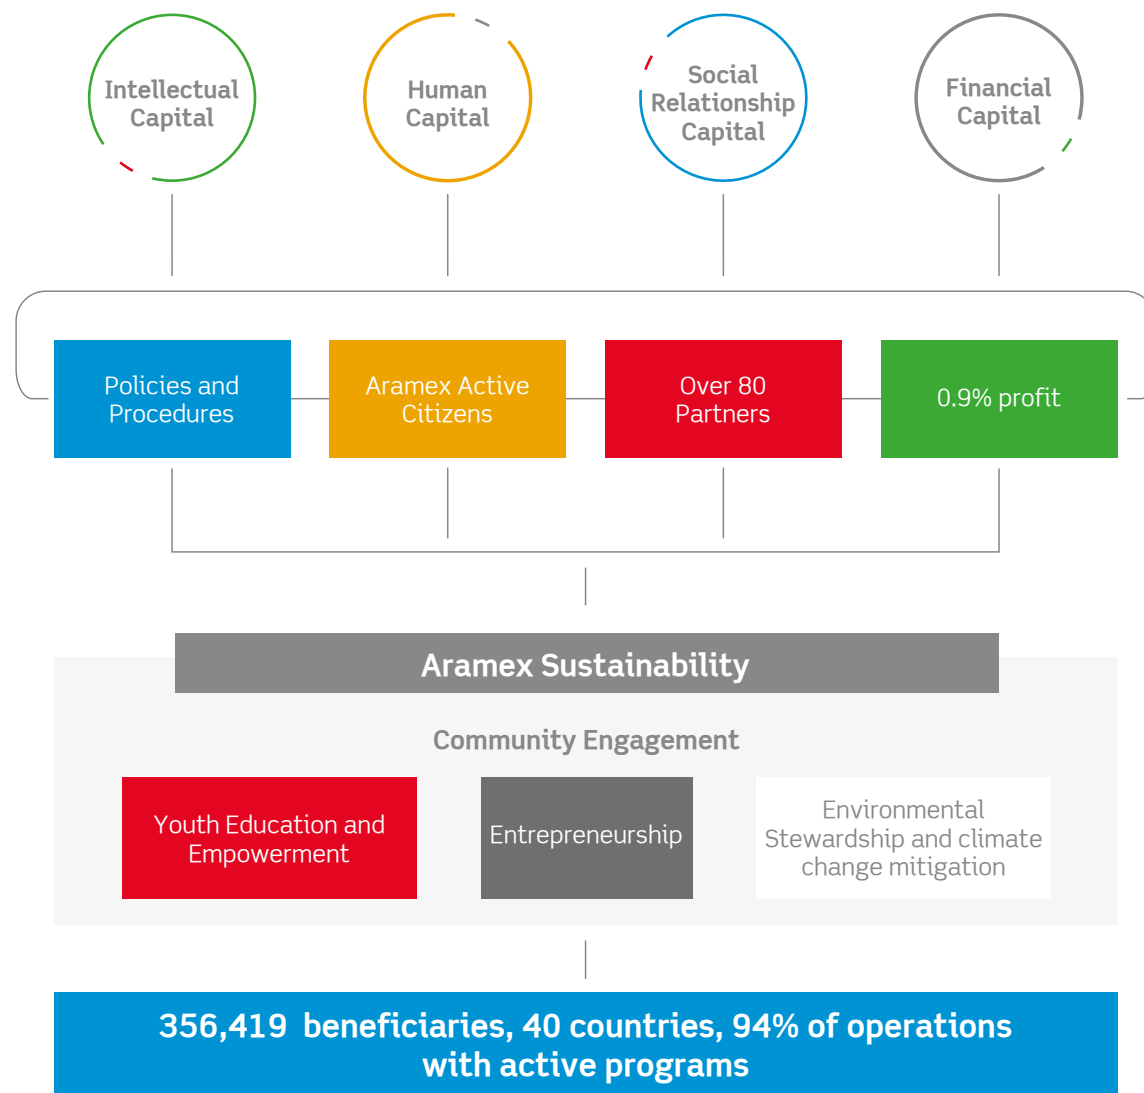 Intellectual
Capital
Human
Capital
Social
Relationship
Capital
Financial
Capital
Policies and
Procedures
Aramex Active
Citizens
Over 80
Partners
0.9% profit
Aramex Sustainability
Community Engagement
Youth Education and
Empowerment
Entrepreneurship
Environmental
Stewardship and climate
change mitigation
356,419 beneficiaries, 40 countries, 94% of operations
with active programs